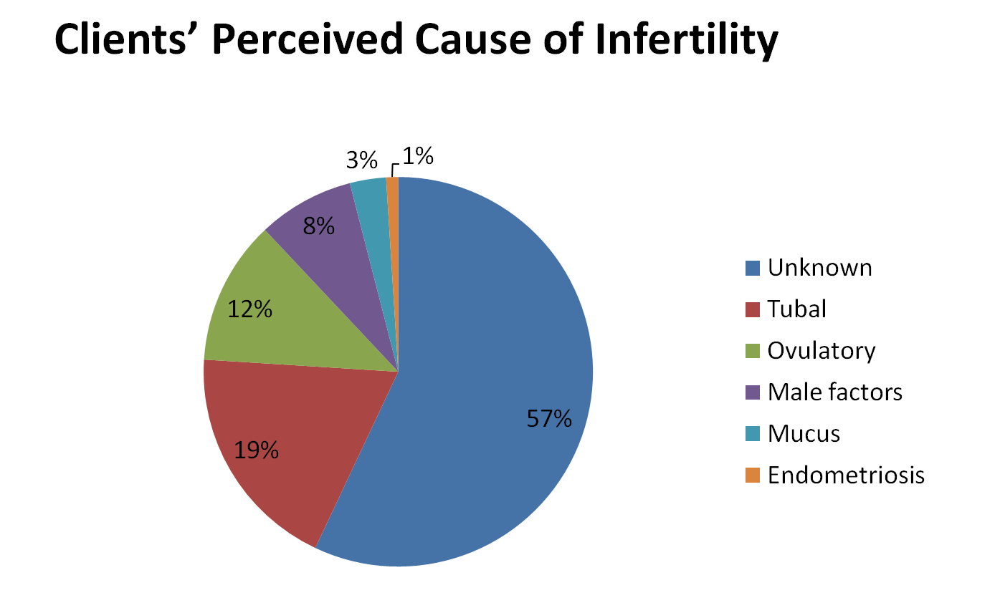 Clients’ Perceived Cause of Infertility
3%
1%
8%
12%
57%
19%
Unknown
Tubal
Ovulatory
Male factors
Mucus
Endometriosis